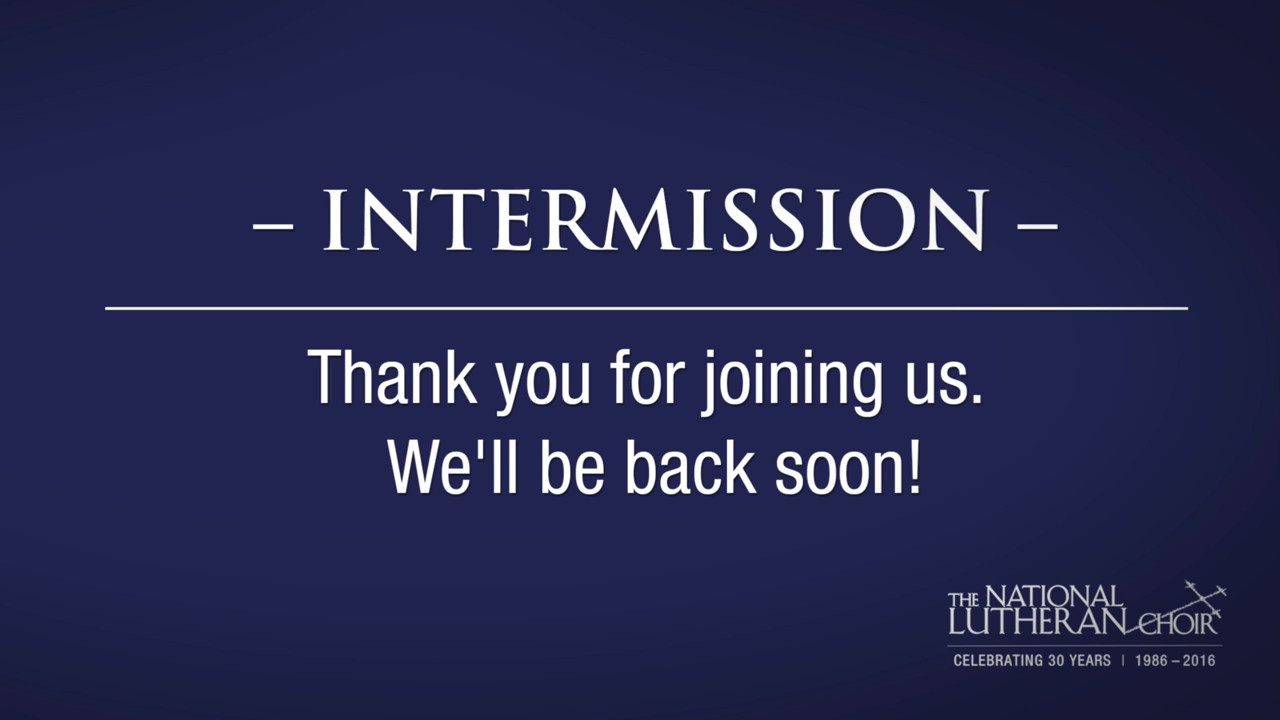 – INTERMISSION –
Thank you for joining us.
We'll be back soon!
THE NATIONAL
LUTHERAN CHOIR
CELEBRATING 30 YEARS | 1986 – 2016